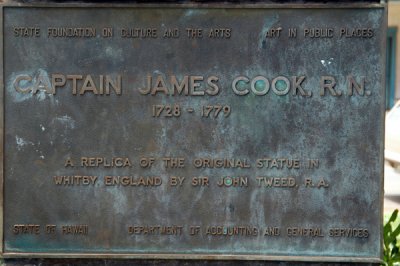 STATE FOUNDATION ON CULTURE AND THE ARTS ART IN PUBLIC PLACES
CAPTAIN JAMES COOK, R.N.
1728 - 1779
A REPLICA OF THE ORIGINAL STATUE IN
WHITBY, ENGLAND BY SIR JOHN TWEED, R.A.
STATE OF HAWAII DEPARTMENT OF ACCOUNTING AND GENERAL SERVICES